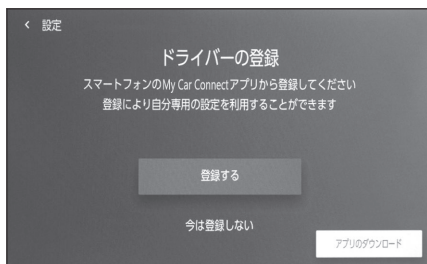 < 設定
ドライバーの登録
スマートフォンのMy Car Connectアプリから登録してください
登録により自分専用の設定を利用することができます
登録する
今は登録しない
アプリのダウンロード